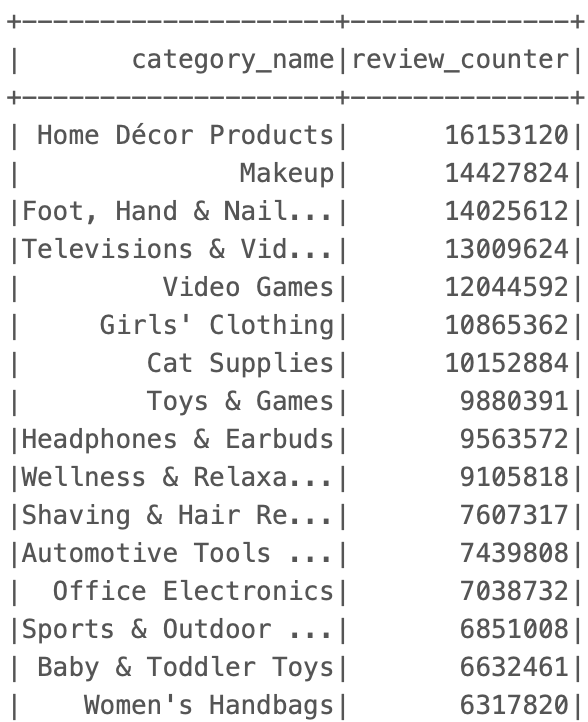 +--------------------+--------------+
|       category_name|review_counter|
+--------------------+--------------+
| Home Décor Products|      16153120|
|              Makeup|      14427824|
|Foot, Hand & Nail...|      14025612|
|Televisions & Vid...|      13009624|
|         Video Games|      12044592|
|     Girls' Clothing|      10865362|
|        Cat Supplies|      10152884|
|        Toys & Games|       9880391|
|Headphones & Earbuds|       9563572|
|Wellness & Relaxa...|       9105818|
|Shaving & Hair Re...|       7607317|
|Automotive Tools ...|       7439808|
|  Office Electronics|       7038732|
|Sports & Outdoor ...|       6851008|
| Baby & Toddler Toys|       6632461|
|    Women's Handbags|       6317820|